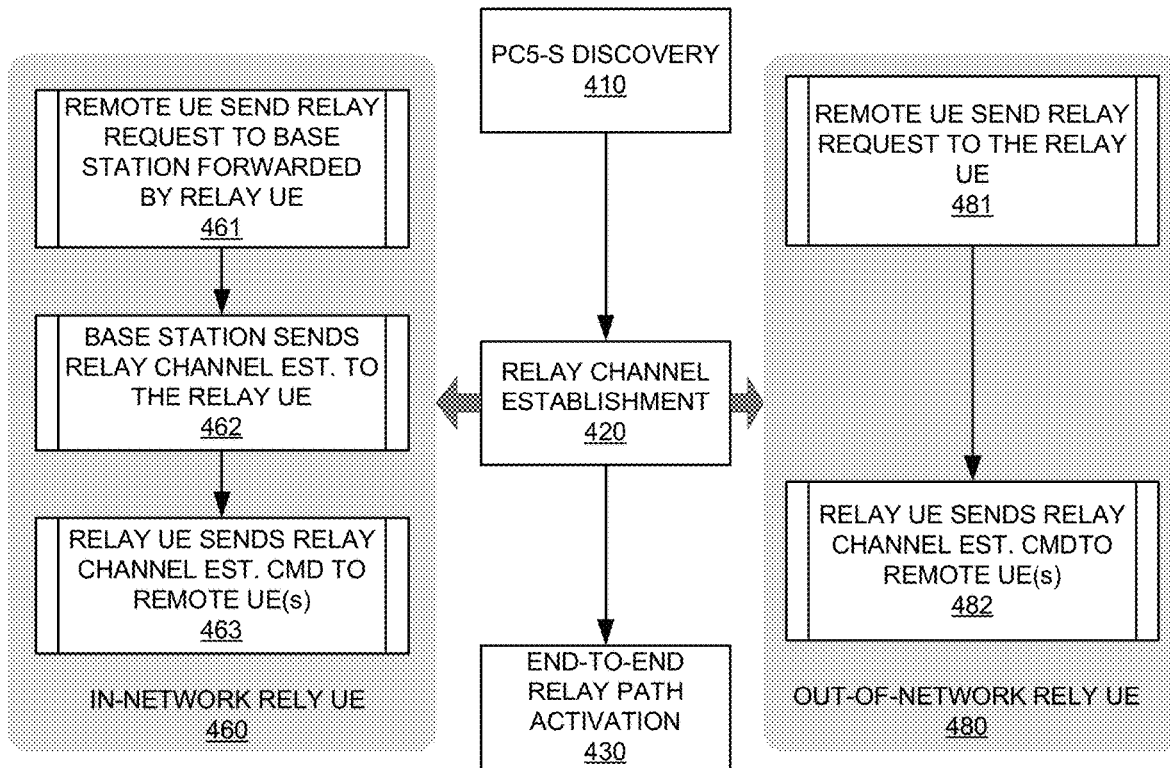 PC5-S DISCOVERY
410
REMOTE UE SEND RELAY
REQUEST TO BASE
STATION FORWARDED
BY RELAY UE
461
REMOTE UE SEND RELAY
REQUEST TO THE RELAY
UE
481
BASE STATION SENDS
RELAY CHANNEL EST. TO
THE RELAY UE
462
RELAY CHANNEL
ESTABLISHMENT
420
RELAY UE SENDS RELAY
CHANNEL EST. CMD TO
REMOTE UE(s)
463
RELAY UE SENDS RELAY
CHANNEL EST. CMDTO
REMOTE UE(s)
482
END-TO-END
RELAY PATH
ACTIVATION
430
IN-NETWORK RELY UE
460
OUT-OF-NETWORK RELY UE
480